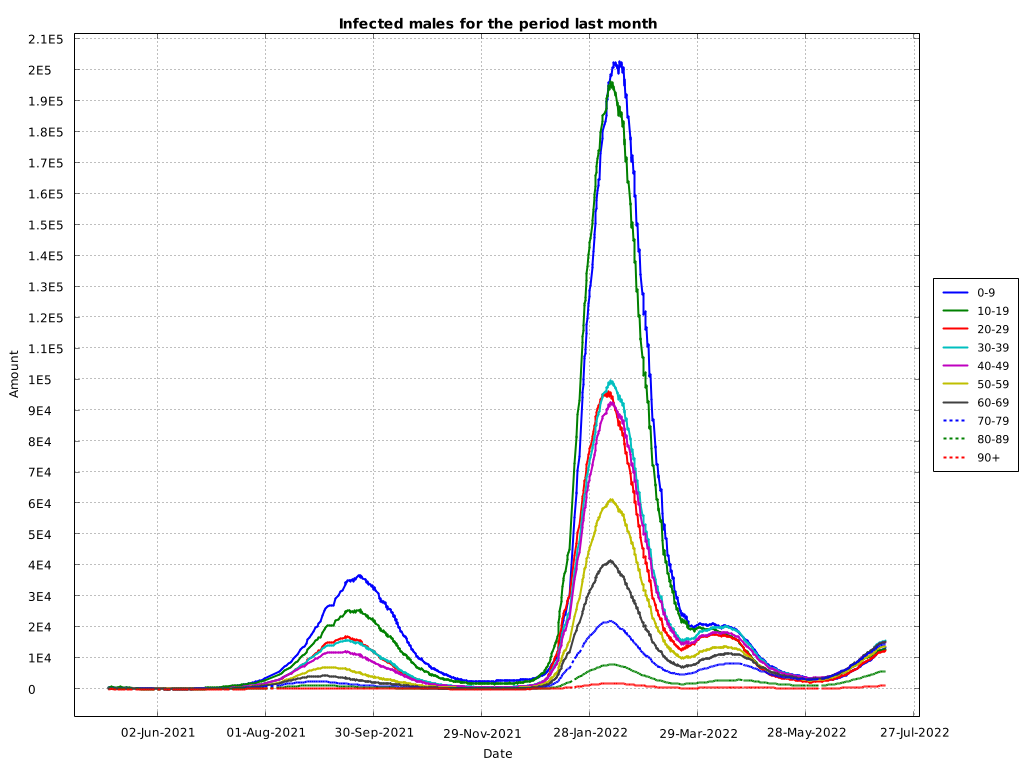 Infected males for the period last month
2.1E5
2E5
1.9E5
1.8E5
1.7E5
1.6E5
1.5E5
1.4E5
1.3E5
1.2E5
1.1E5
1E5
9E4
8E4
7E4
6E4
5E4
4E4
3E4
2E4
1E4
0
Amount
02-Jun-2021 01-Aug-2021 30-Sep-2021 29-Nov-2021 28-Jan-2022 29-Mar-2022 28-May-2022 27-Jul-2022
Date
0-9
10-19
20-29
30-39
40-49
50-59
60-69
70-79
80-89
90+